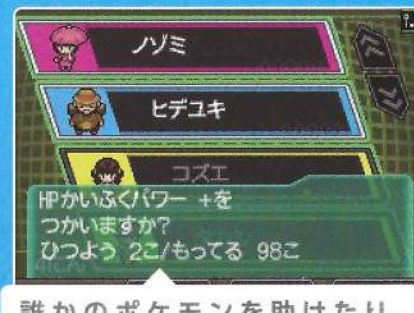 ノゾミ
ヒデユキ
コズエ
HPかいふくパワー +を
つかいますか?
ひつよう 2こ/もってる 98こ
誰かのポケモンを助けたり